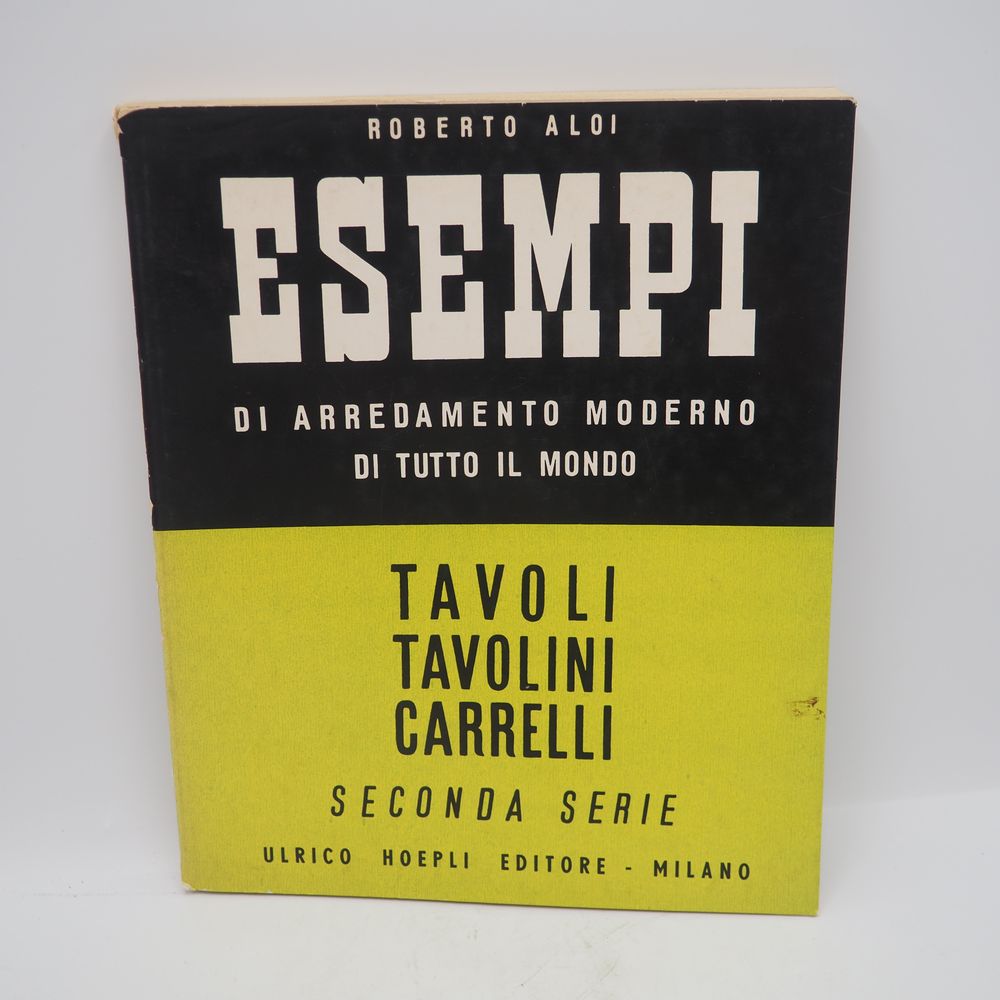 ROBERTO ALOI
ESEMPI
DI ARREDAMENTO MODERNO
DI TUTTO IL MONDO
TAVOLI
TAVOLINI
CARRELLI
SECONDA SERIE
ULRICO HOEPLI EDITORE - MILANO